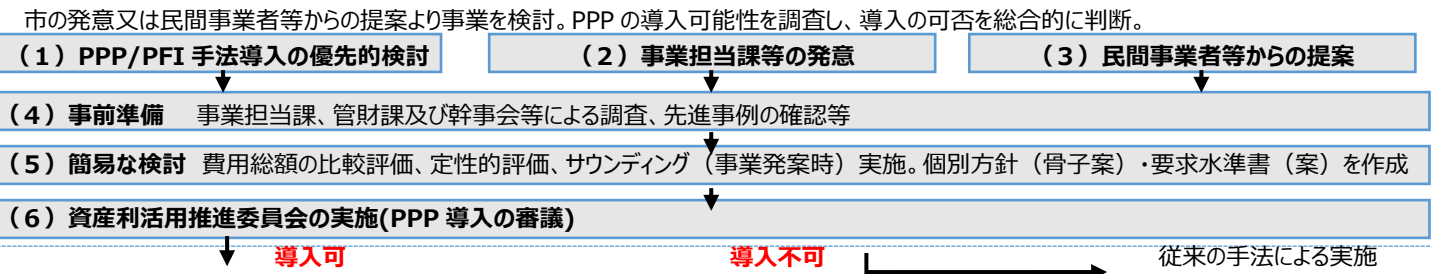 市の発意又は民間事業者等からの提案より事業を検討。PPP の導入可能性を調査し、導入の可否を総合的に判断。
（１）PPP/PFI 手法導入の優先的検討
（２）事業担当課等の発意
（３）民間事業者等からの提案
（４）事前準備　事業担当課、管財課及び幹事会等による調査、先進事例の確認等
（５）簡易な検討　費用総額の比較評価、定性的評価、サウンディング（事業発案時）実施。個別方針（骨子案）・要求水準書（案）を作成
（６）資産利活用推進委員会の実施(PPP 導入の審議)
導入可
導入不可
従来の手法による実施